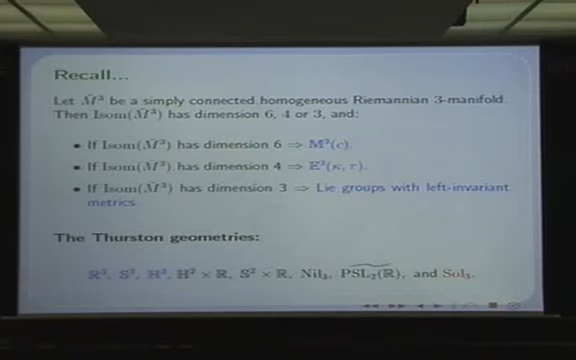 Recall...
Let M̄³ be a simply connected homogeneous Riemannian 3-manifold.
Then Isom(M̄³) has dimension 6, 4 or 3, and:
• If Isom(M̄³) has dimension 6 ⇒ 𝕄³(c).
• If Isom(M̄³) has dimension 4 ⇒ 𝔼³(κ, τ).
• If Isom(M̄³) has dimension 3 ⇒ Lie groups with left-invariant
metrics.
The Thurston geometries:
ℝ³, 𝕊³, ℍ³, ℍ² × ℝ, 𝕊² × ℝ, Nil₃, P͠SL₂(ℝ), and Sol₃.